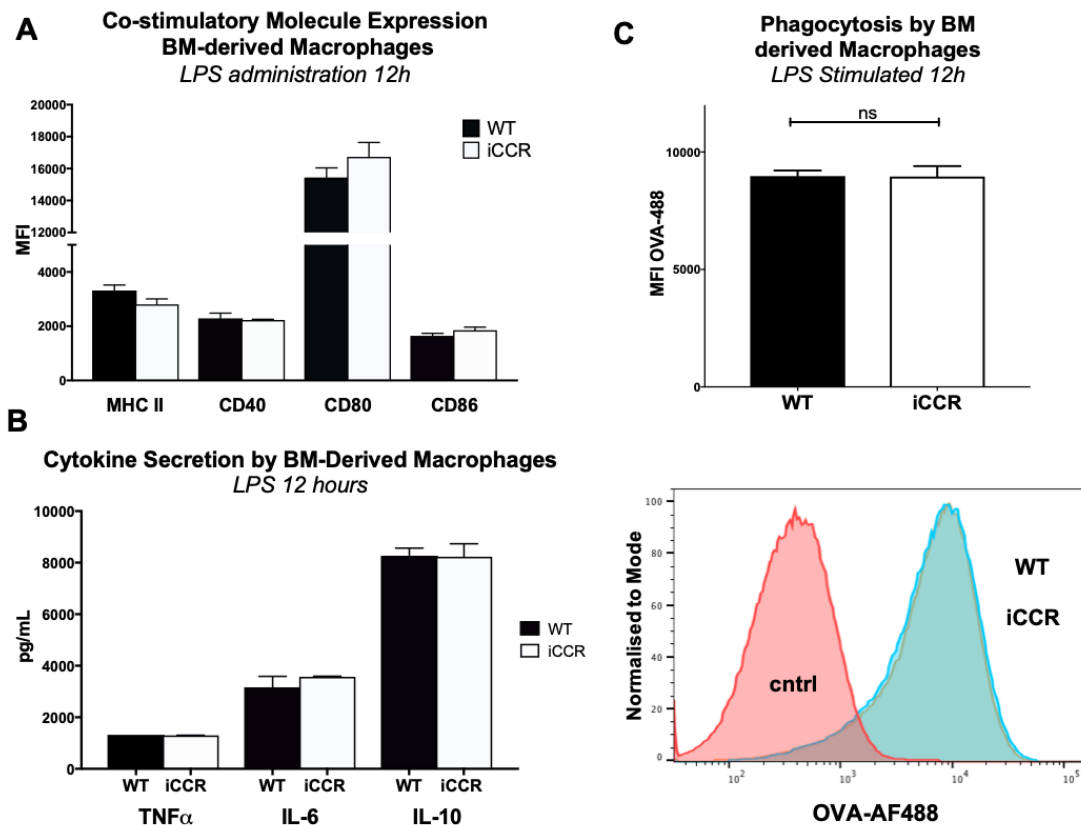 A
Co-stimulatory Molecule Expression
BM-derived Macrophages
LPS administration 12h
20000
18000
16000
14000
12000
4000
2000
0
MFI
WT
iCCR
MHC II
CD40
CD80
CD86
B
Cytokine Secretion by BM-Derived Macrophages
LPS 12 hours
10000
8000
6000
4000
2000
0
pg/mL
WT
iCCR
WT
iCCR
WT
iCCR
WT
iCCR
TNFα
IL-6
IL-10
C
Phagocytosis by BM
derived Macrophages
LPS Stimulated 12h
ns
10000
5000
0
MFI OVA-488
WT
iCCR
100
80
60
40
20
0
Normalised to Mode
cntrl
WT
iCCR
10²
10³
10⁴
10⁵
OVA-AF488